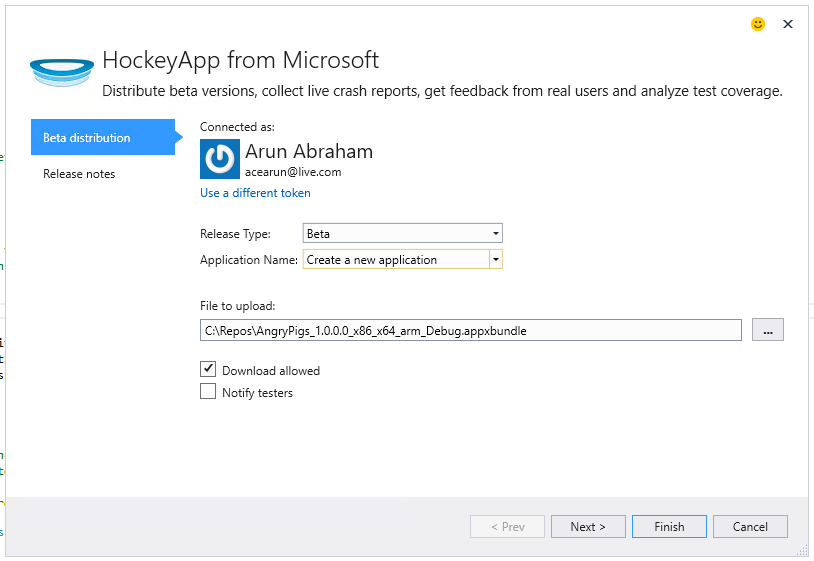 HockeyApp from Microsoft
Distribute beta versions, collect live crash reports, get feedback from real users and analyze test coverage.
Beta distribution
Release notes
Connected as:
Arun Abraham
acearun@live.com
Use a different token
Release Type: Beta
Application Name: Create a new application
File to upload:
C:\Repos\AngryPigs_1.0.0.0_x86_x64_arm_Debug.appxbundle
...
Download allowed
Notify testers
< Prev Next > Finish Cancel